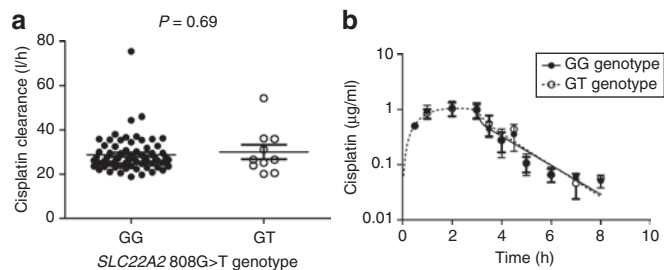 a
P = 0.69
Cisplatin clearance (l/h)
80
60
40
20
0
GG
GT
SLC22A2 808G>T genotype
b
Cisplatin (µg/ml)
10
1
0.1
0.01
0
2
4
6
8
10
Time (h)
GG genotype
GT genotype